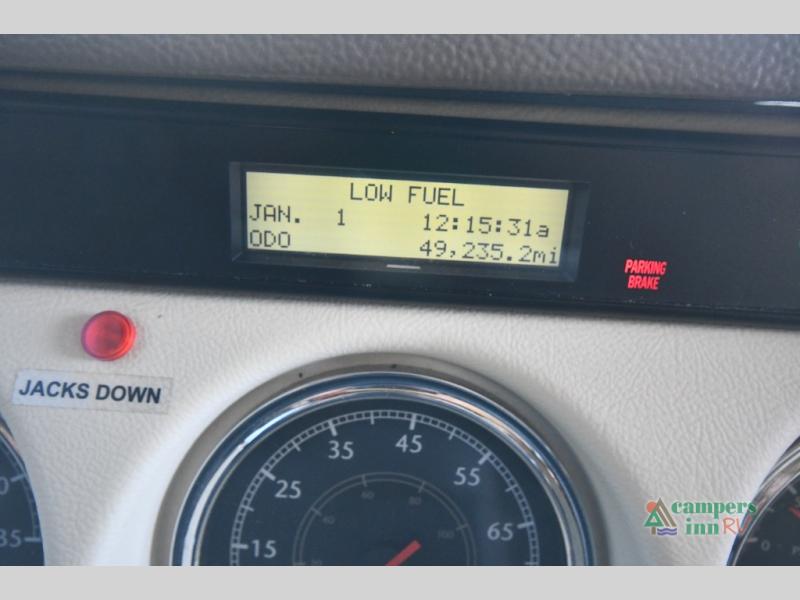 LOW FUEL
JAN. 1 12:15:31a
ODO 49,235.2mi
PARKING
BRAKE
JACKS DOWN
35 45
25 55
15 65
campers
inn RV